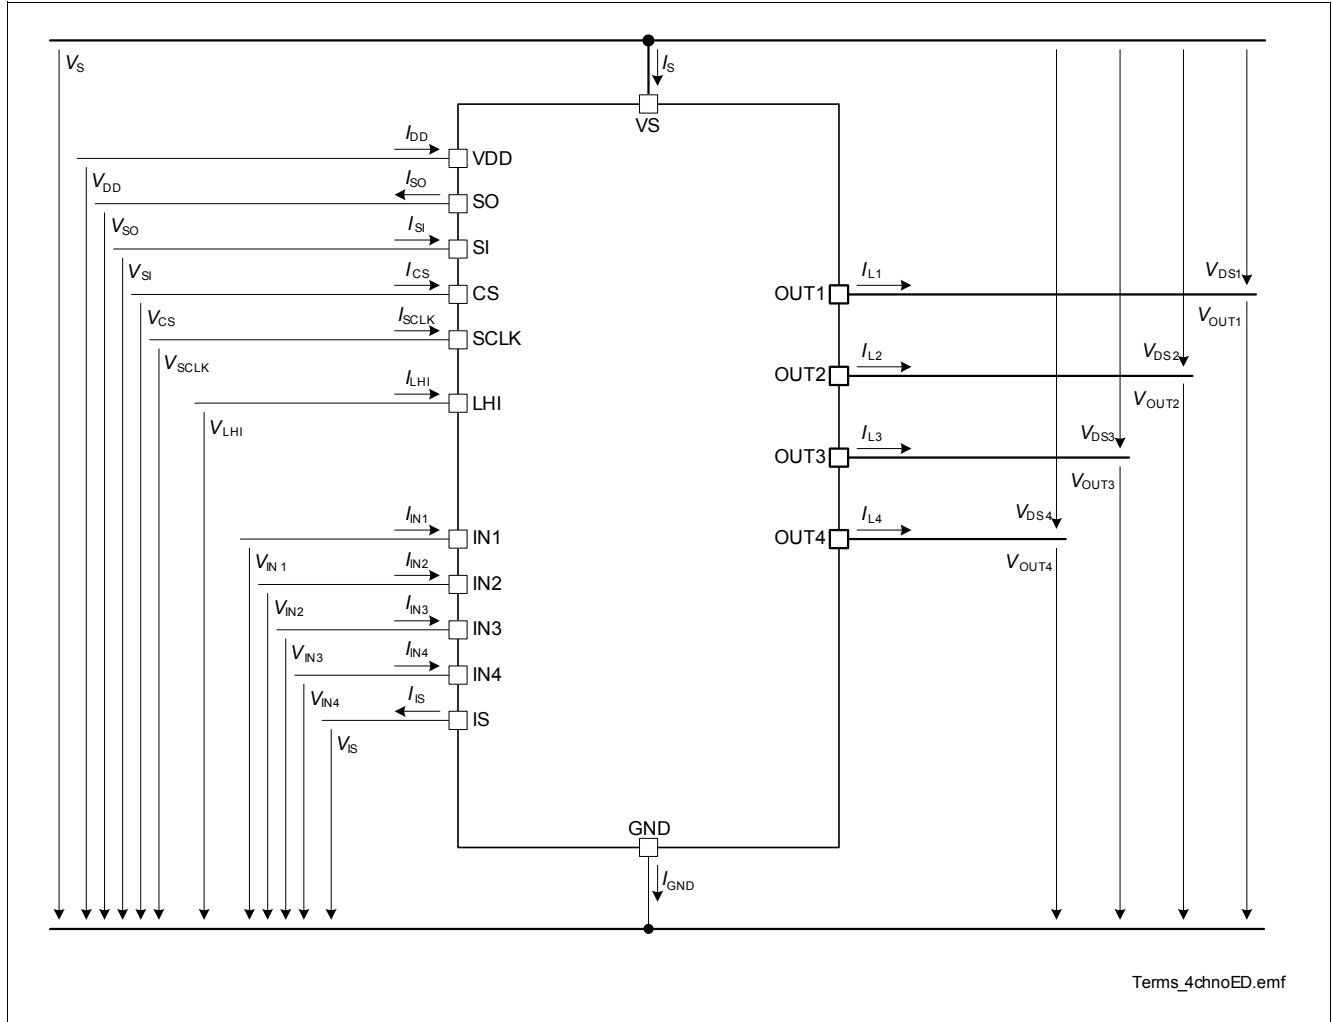 VS
IS
VS
IDD
VDD
VDD
ISO
SO
VSO
ISI
SI
VSI
ICS
CS
VCS
ISCLK
SCLK
VSCLK
ILHI
LHI
VLHI
IIN1
IN1
VIN 1
IIN2
IN2
VIN2
IIN3
IN3
VIN3
IIN4
IN4
VIN4
IIS
IS
VIS
OUT1
IL1
VDS1
VOUT1
OUT2
IL2
VDS2
VOUT2
OUT3
IL3
VDS3
VOUT3
OUT4
IL4
VDS4
VOUT4
GND
IGND
Terms_4chnoED.emf